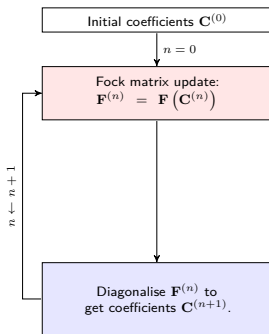 Initial coefficients C^(0)
n = 0
Fock matrix update:
F^(n) = F (C^(n))
n ← n + 1
Diagonalise F^(n) to
get coefficients C^(n+1).